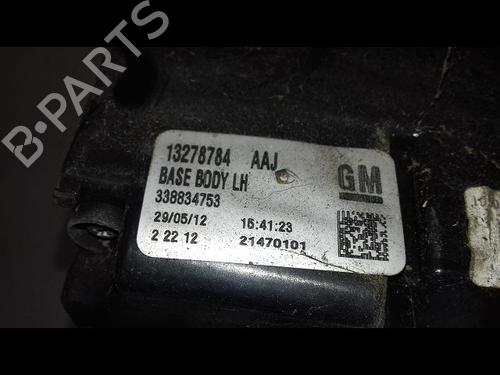 13278784 AAJ
BASE BODY LH
GM
338834753
29/05/12 15:41:23
2 22 12 21470101
B-PARTS